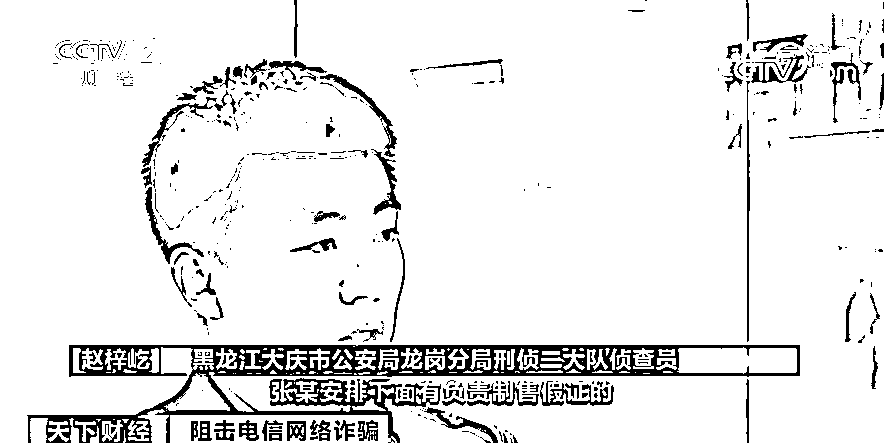 CCTV 2
财经
CCTV.com
赵梓屹 黑龙江大庆市公安局龙岗分局刑侦二大队侦查员
张某安排下面有负责制售假证的
天下财经 阻击电信网络诈骗